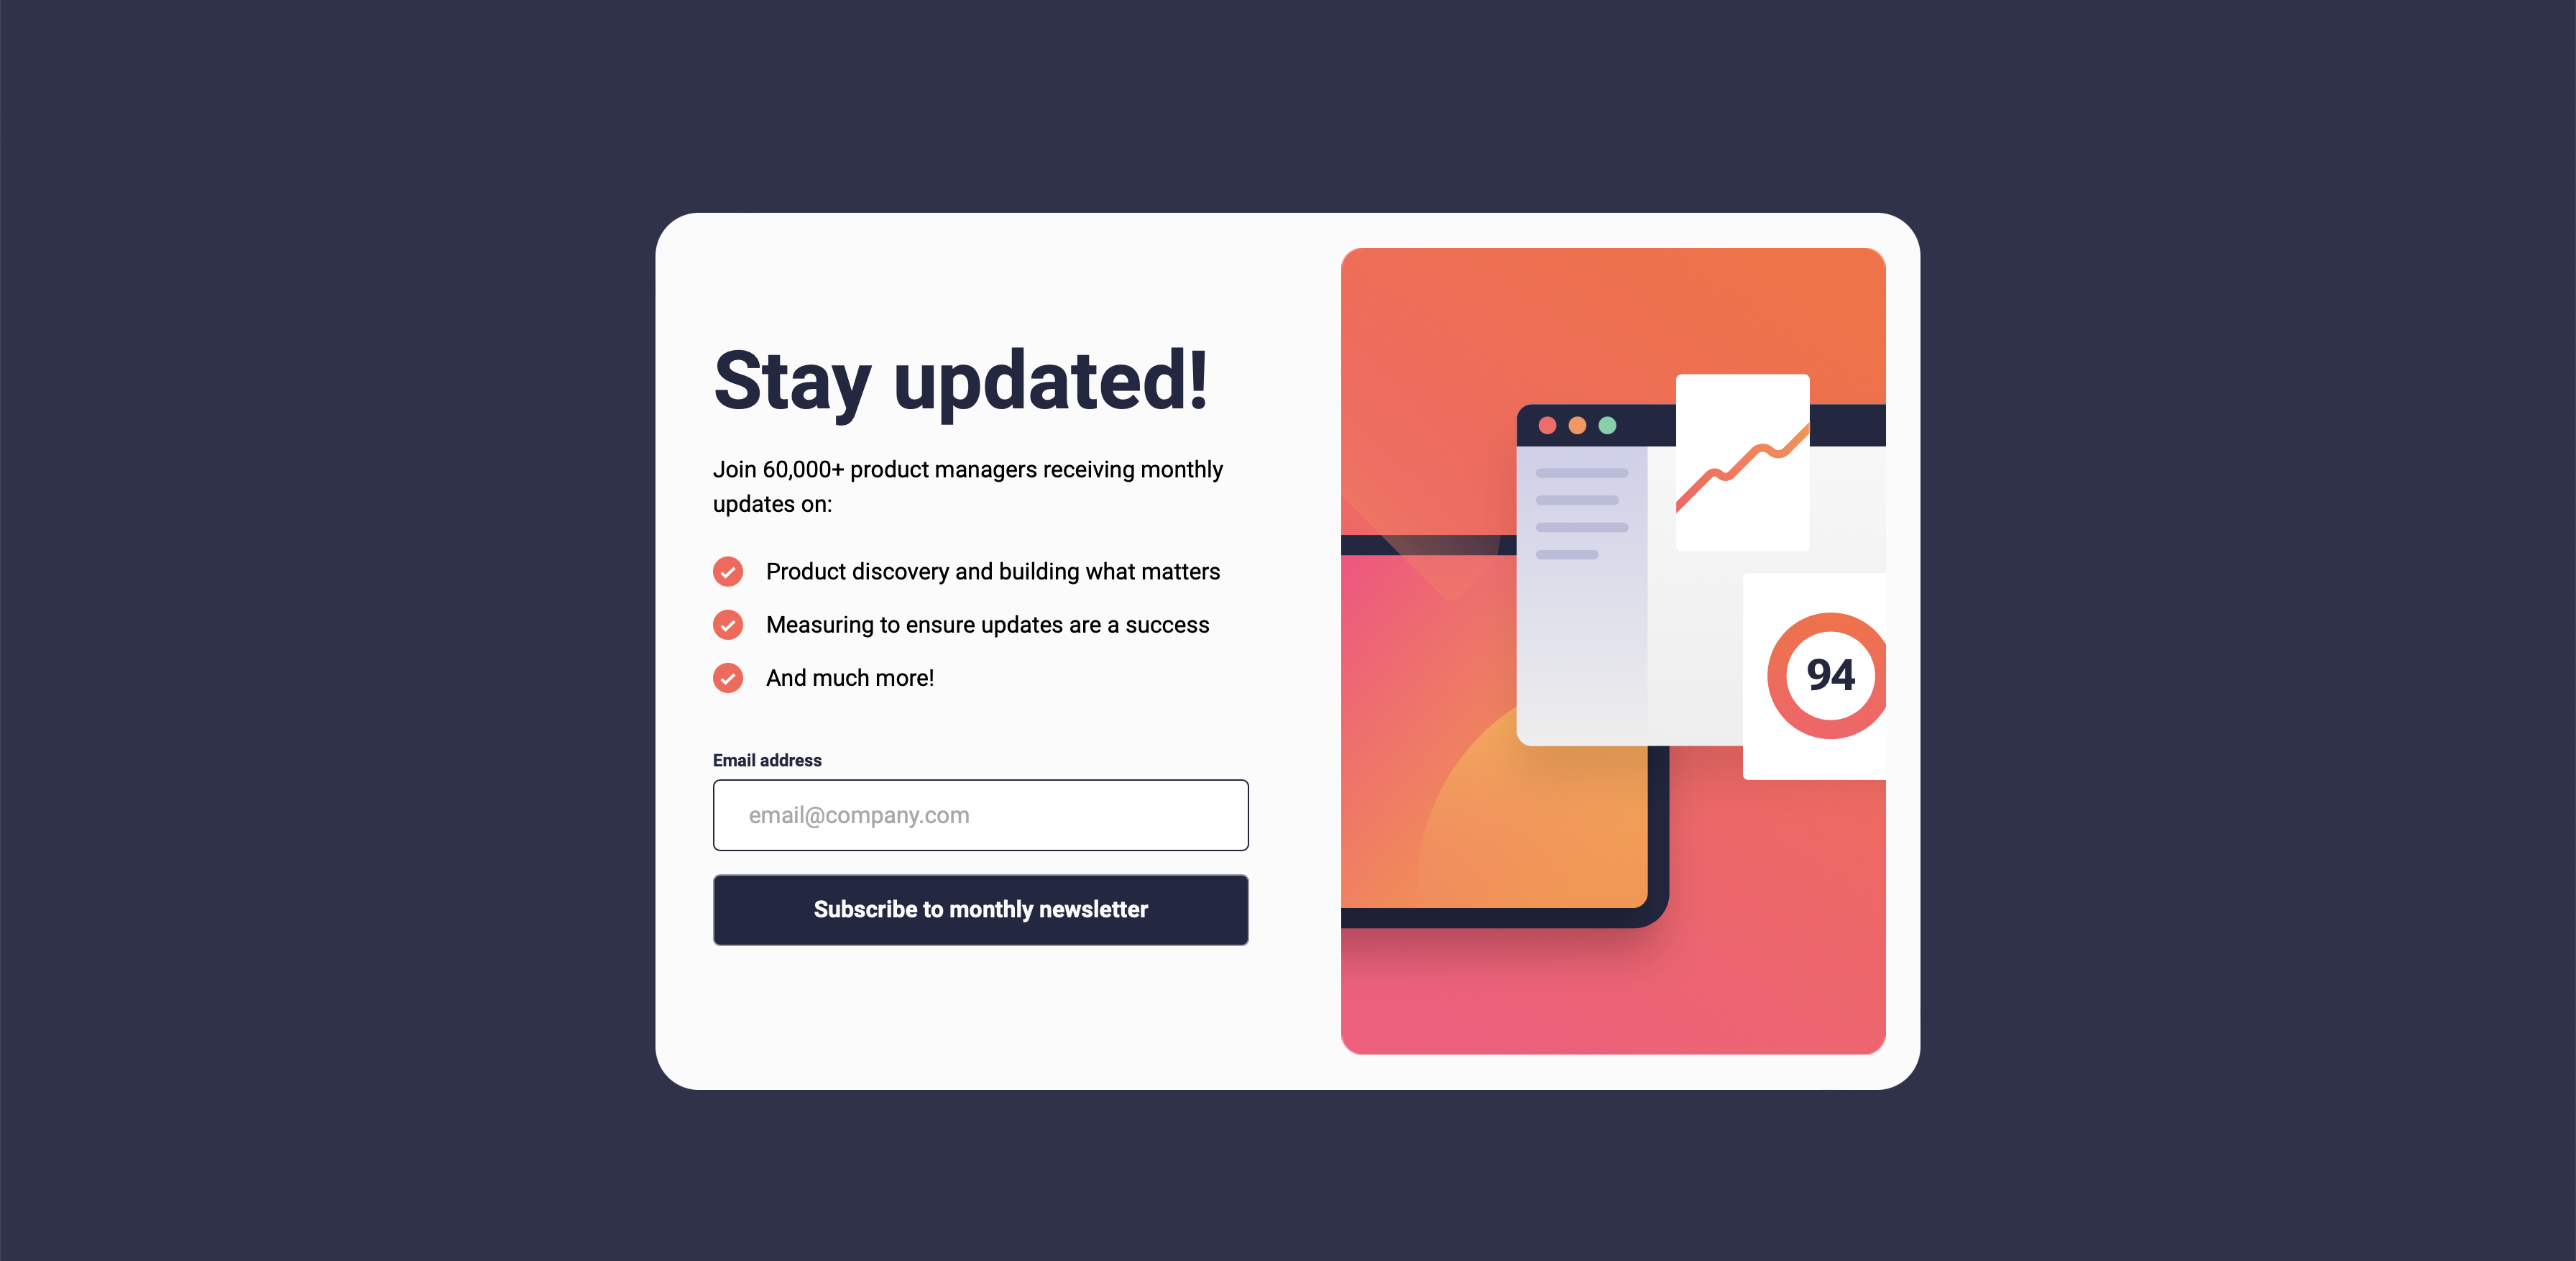 Stay updated!
Join 60,000+ product managers receiving monthly
updates on:
Product discovery and building what matters
Measuring to ensure updates are a success
And much more!
Email address
email@company.com
Subscribe to monthly newsletter
94